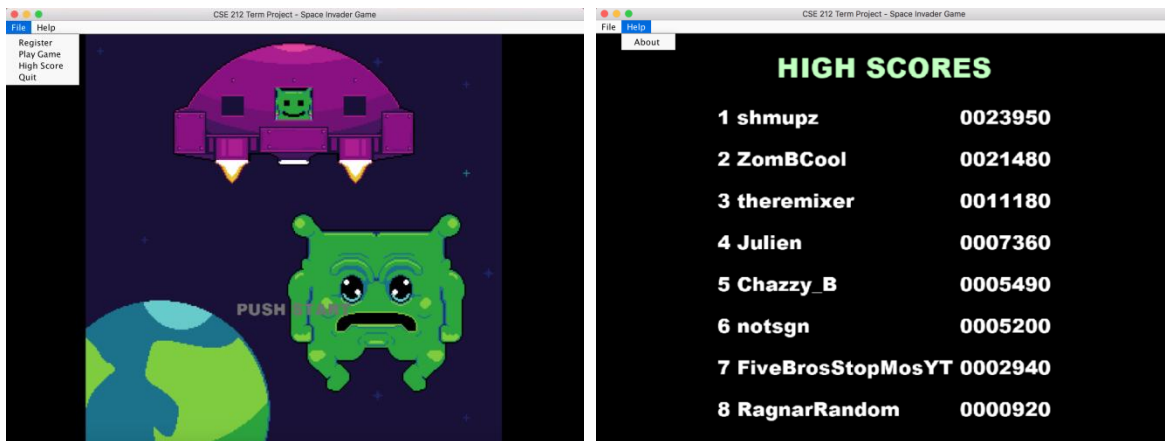 CSE 212 Term Project - Space Invader Game
File Help
Register
Play Game
High Score
Quit
PUSH START
CSE 212 Term Project - Space Invader Game
File Help
About
HIGH SCORES
1 shmupz 0023950
2 ZomBCool 0021480
3 theremixer 0011180
4 Julien 0007360
5 Chazzy_B 0005490
6 notsgn 0005200
7 FiveBrosStopMosYT 0002940
8 RagnarRandom 0000920